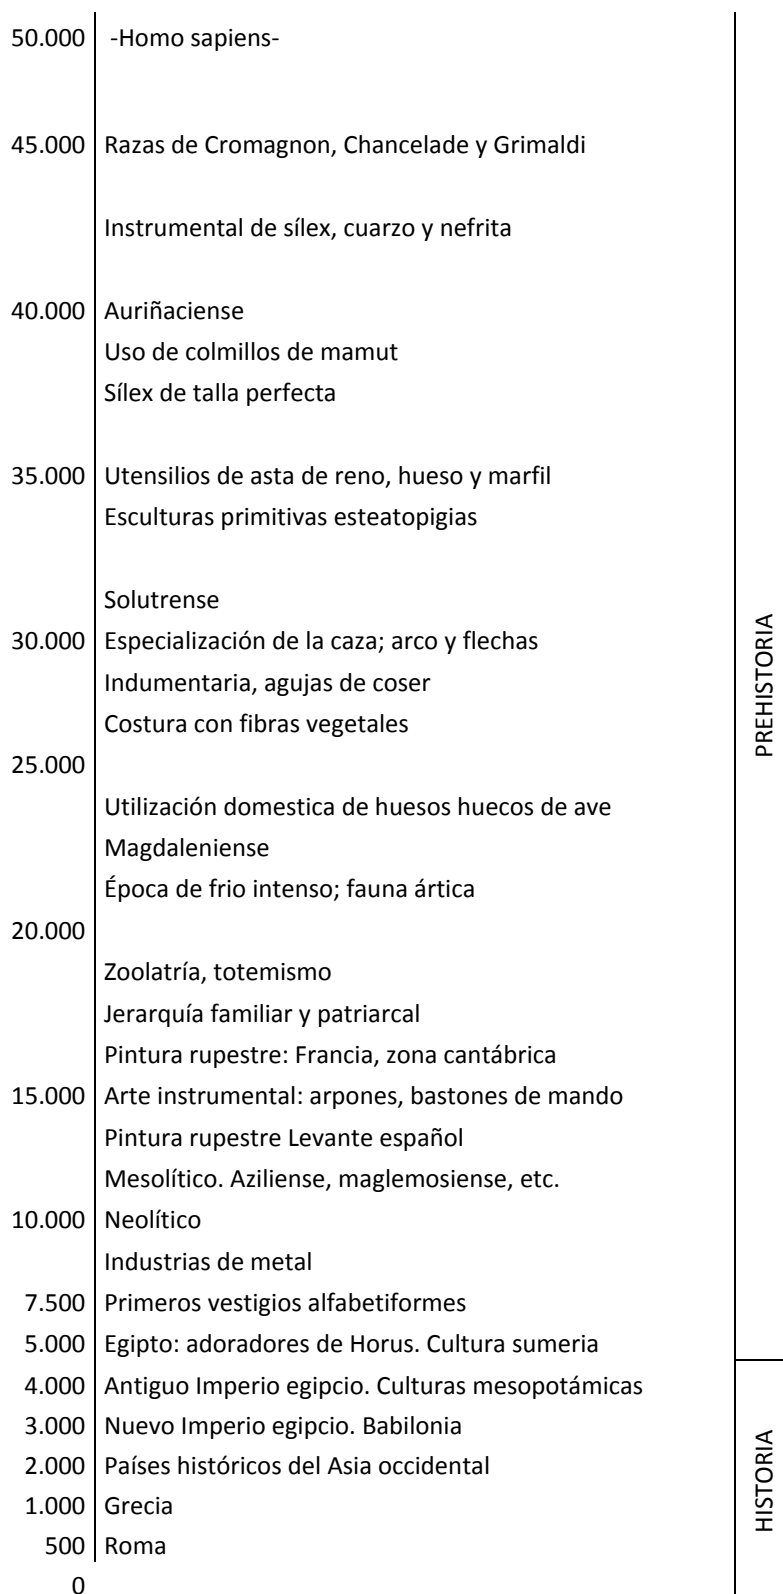 50.000 -Homo sapiens-
45.000 Razas de Cromagnon, Chancelade y Grimaldi
Instrumental de sílex, cuarzo y nefrita
40.000 Auriñaciense
Uso de colmillos de mamut
Sílex de talla perfecta
35.000 Utensilios de asta de reno, hueso y marfil
Esculturas primitivas esteatopigias
Solutrense
30.000 Especialización de la caza; arco y flechas
Indumentaria, agujas de coser
Costura con fibras vegetales
25.000
Utilización domestica de huesos huecos de ave
Magdaleniense
Época de frio intenso; fauna ártica
20.000
Zoolatría, totemismo
Jerarquía familiar y patriarcal
Pintura rupestre: Francia, zona cantábrica
15.000 Arte instrumental: arpones, bastones de mando
Pintura rupestre Levante español
Mesolítico. Aziliense, maglemosiense, etc.
10.000 Neolítico
Industrias de metal
7.500 Primeros vestigios alfabetiformes
5.000 Egipto: adoradores de Horus. Cultura sumeria
PREHISTORIA
4.000 Antiguo Imperio egipcio. Culturas mesopotámicas
3.000 Nuevo Imperio egipcio. Babilonia
2.000 Países históricos del Asia occidental
1.000 Grecia
500 Roma
0
HISTORIA